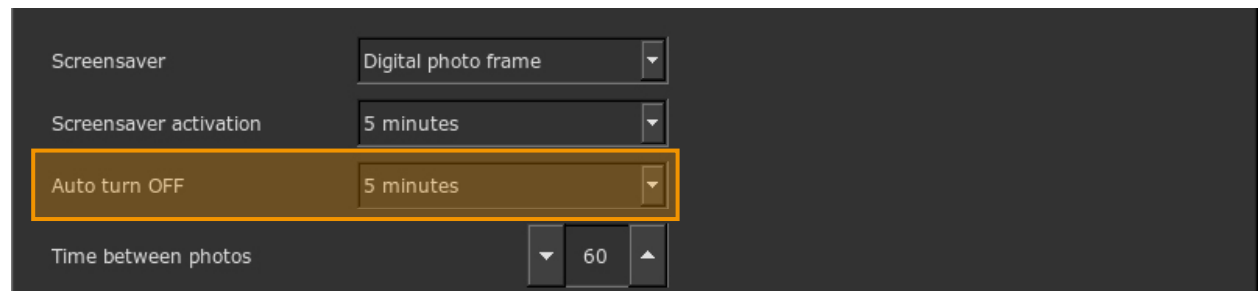 Screensaver Digital photo frame
Screensaver activation 5 minutes
Auto turn OFF 5 minutes
Time between photos 60